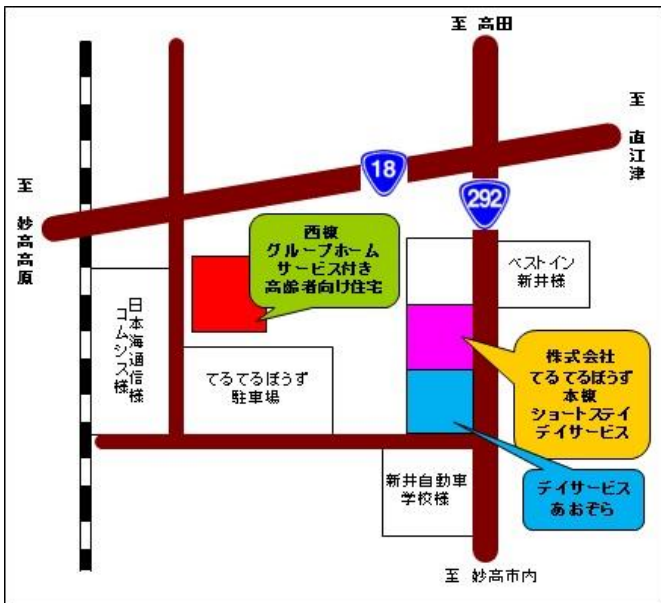 至 高田
至 直江津
18
292
至 妙高高原
西棟
グループホーム
サービス付き
高齢者向け住宅
ベストイン
新井様
日本海通信様
コムシス様
てるてるぼうず
駐車場
株式会社
てるてるぼうず
本棟
ショートステイ
デイサービス
新井自動車
学校様
デイサービス
あおぞら
至 妙高市内